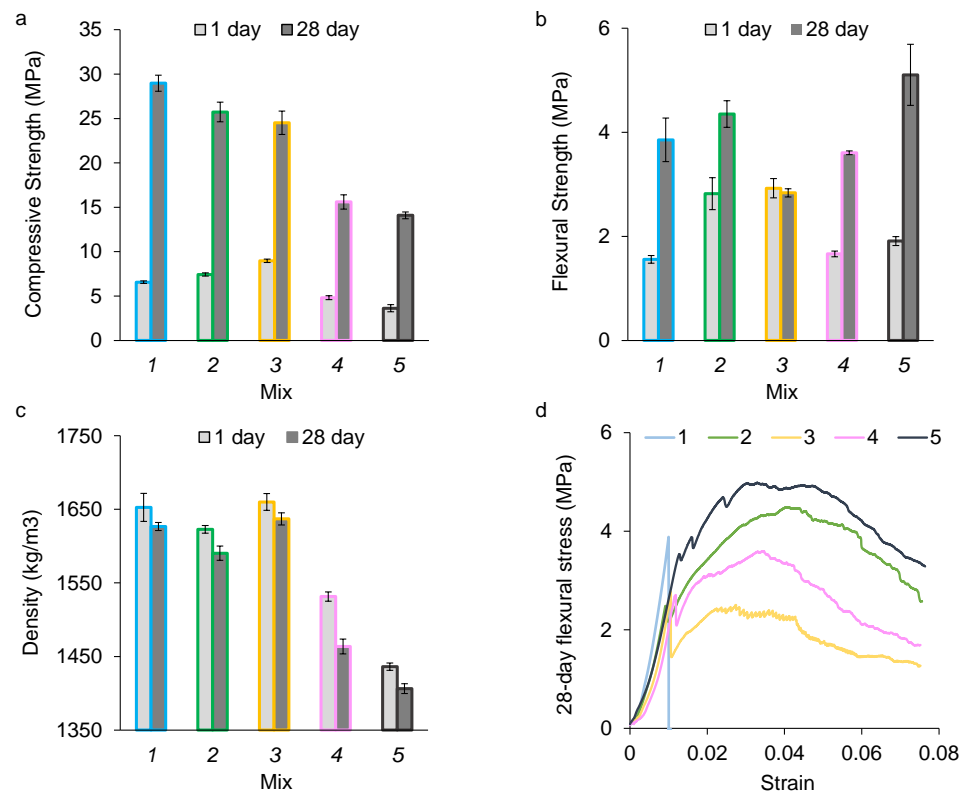 a
1 day 28 day
35
30
25
20
15
10
5
0
Compressive Strength (MPa)
1 2 3 4 5
Mix
b
1 day 28 day
6
4
2
0
Flexural Strength (MPa)
1 2 3 4 5
Mix
c
1 day 28 day
1750
1650
1550
1450
1350
Density (kg/m3)
1 2 3 4 5
Mix
d
1 2 3 4 5
6
4
2
0
28-day flexural stress (MPa)
0 0.02 0.04 0.06 0.08
Strain